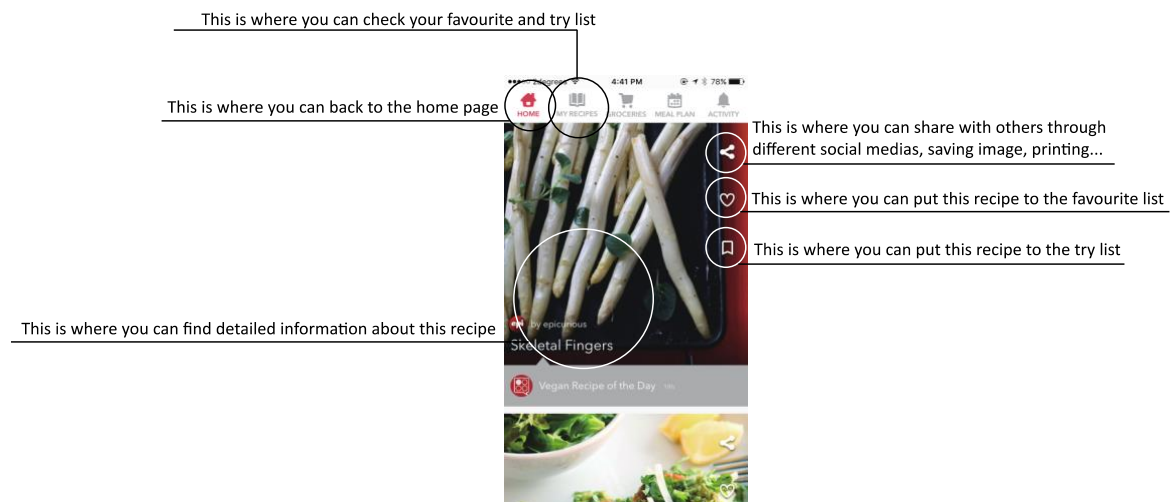 This is where you can check your favourite and try list
2degrees 4:41 PM 78%
This is where you can back to the home page
HOME MY RECIPES GROCERIES MEAL PLAN ACTIVITY
This is where you can share with others through
different social medias, saving image, printing...
This is where you can put this recipe to the favourite list
This is where you can put this recipe to the try list
This is where you can find detailed information about this recipe
epi by epicurious
Skeletal Fingers
Vegan Recipe of the Day